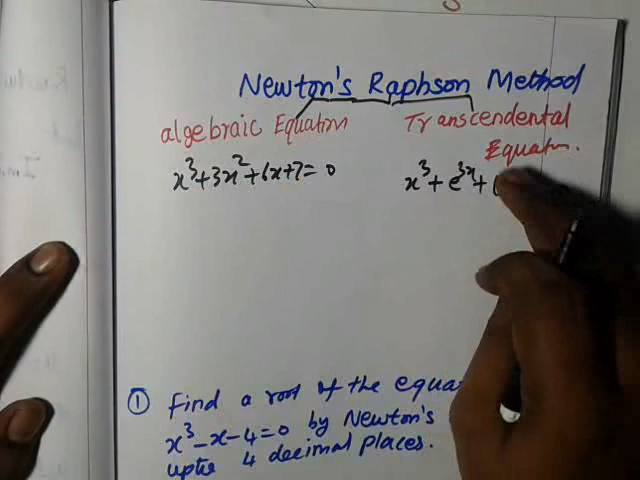 Newton's Raphson Method
algebraic Equation
Transcendental
Equation.
x³+3x²+6x+7=0
x³+e³ˣ+
① Find a root of the equa
x³-x-4=0 by Newton's
upto 4 decimal places.